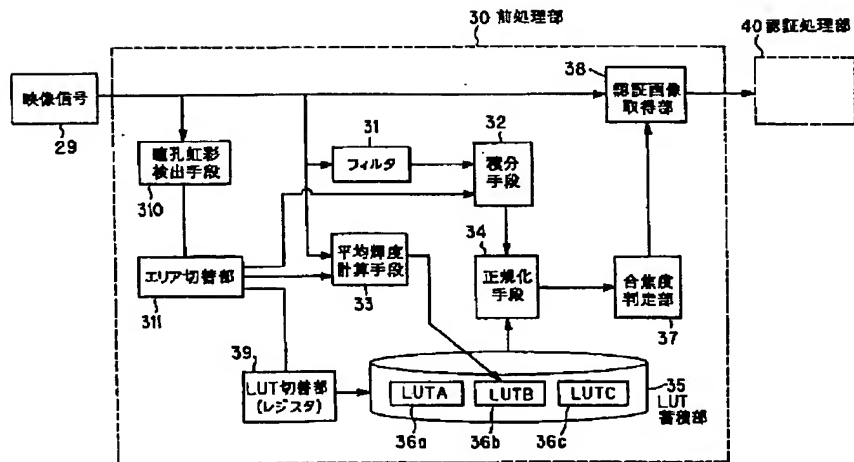 30 前処理部
40 認証処理部
38
映像信号
29
認証画像
取得部
31
フィルタ
32
積分
手段
瞳孔虹彩
検出手段
310
34
正規化
手段
平均輝度
計算手段
33
エリア切替部
311
合焦度
判定部
37
39
LUT切替部
(レジスタ)
LUTA
LUTB
LUTC
35
LUT
蓄積部
36a
36b
36c